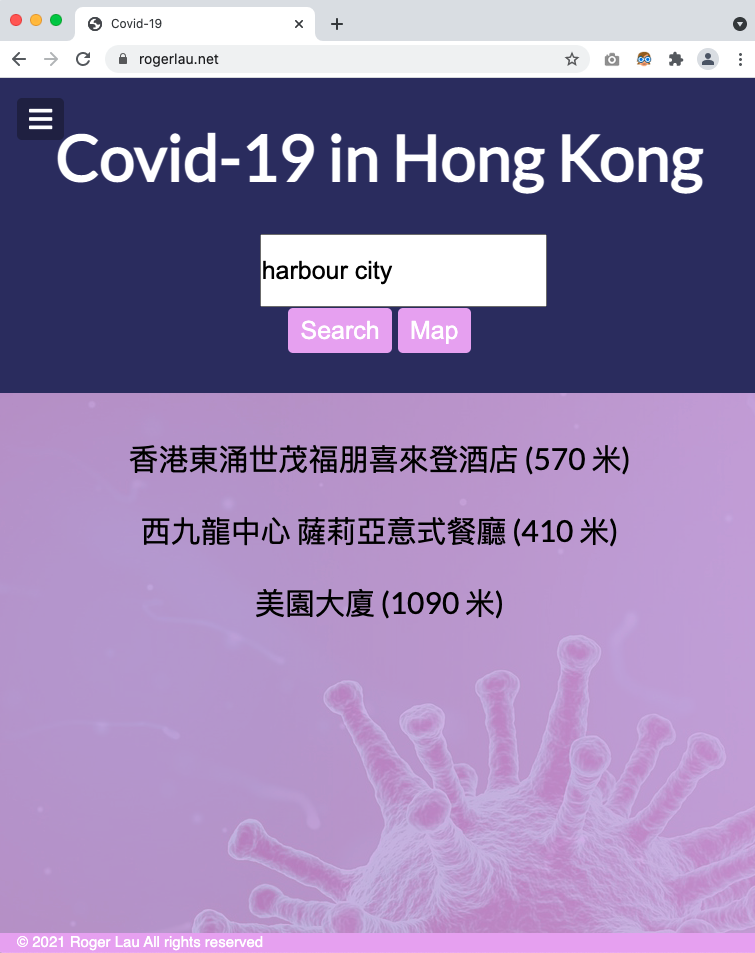 Covid-19
rogerlau.net
Covid-19 in Hong Kong
harbour city
Search Map
香港東涌世茂福朋喜來登酒店 (570 米)
西九龍中心 薩莉亞意式餐廳 (410 米)
美園大廈 (1090 米)
© 2021 Roger Lau All rights reserved